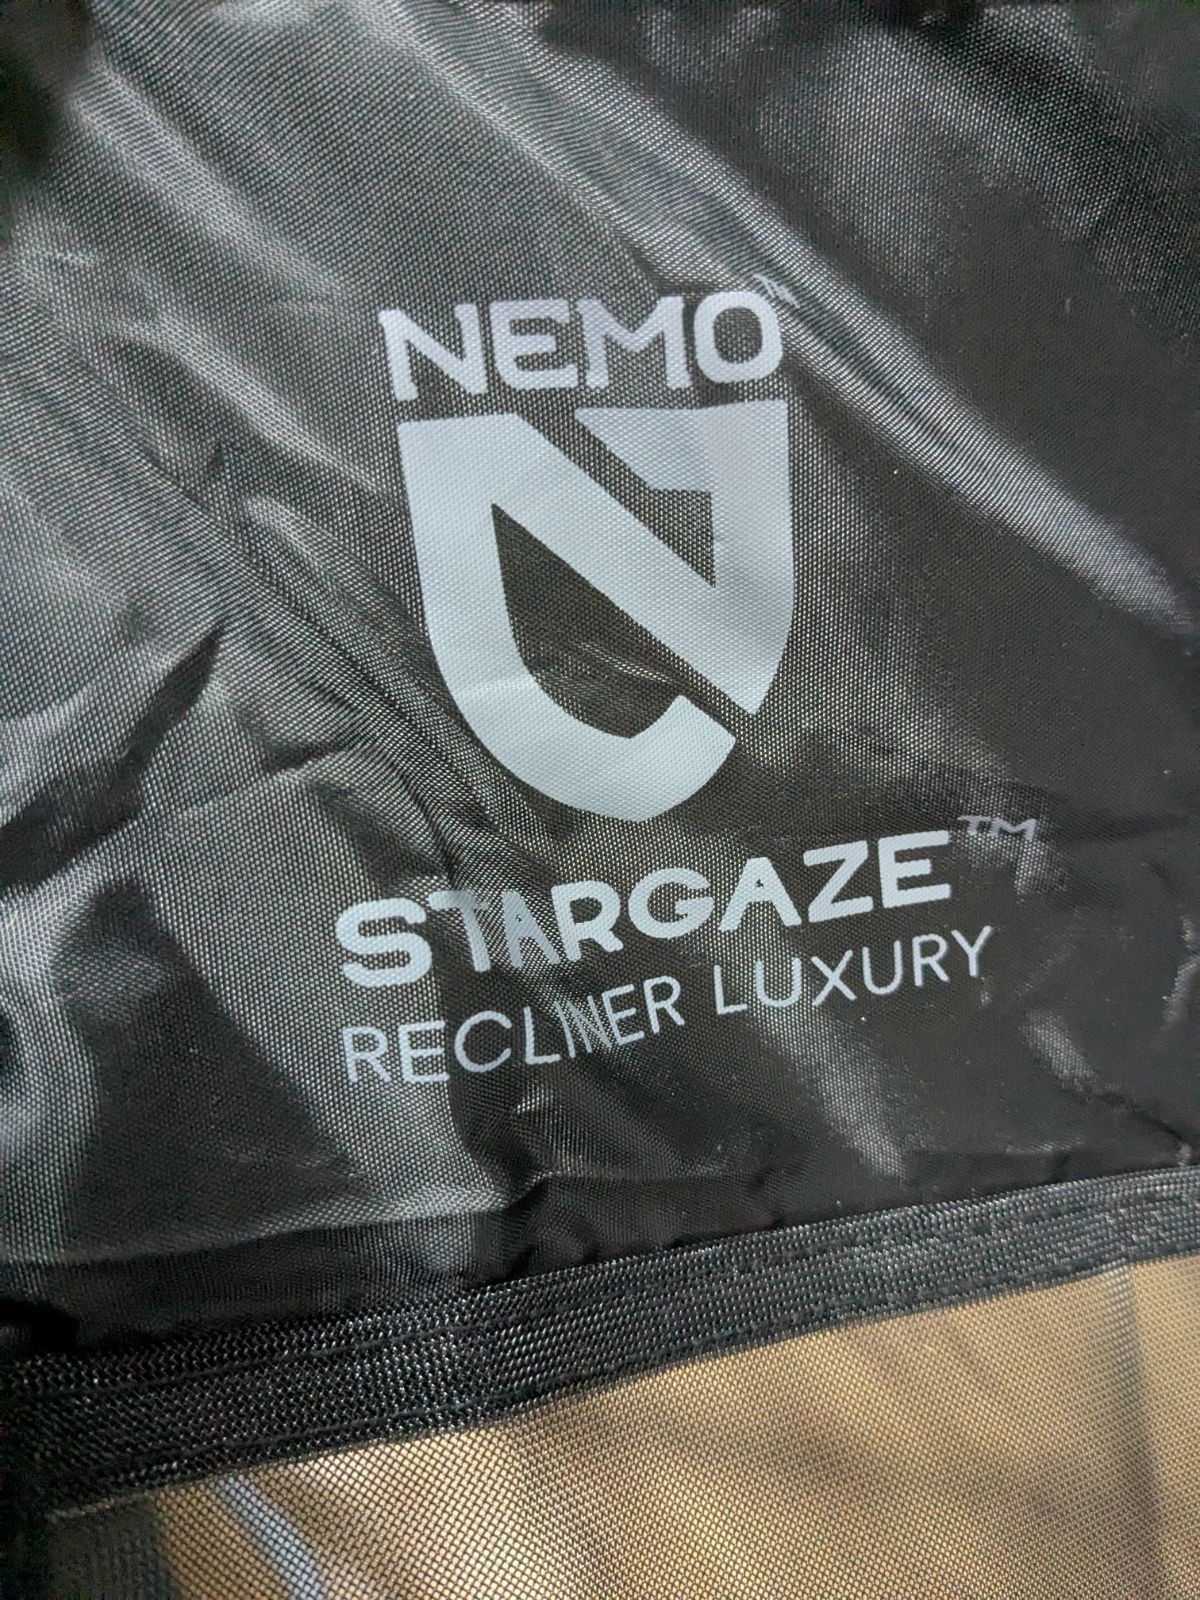 NEMO™
STARGAZE™
RECLINER LUXURY